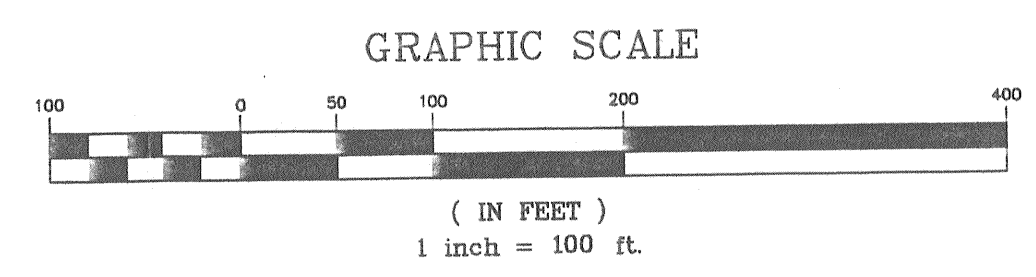 GRAPHIC SCALE
100 0 50 100 200 400
( IN FEET )
1 inch = 100 ft.